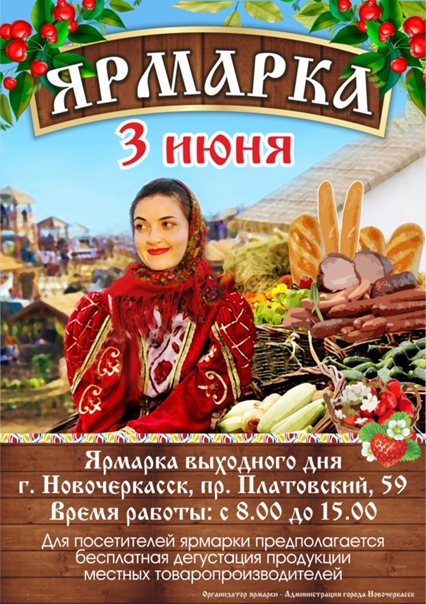 ЯРМАРКА
3 июня
Ярмарка выходного дня
г. Новочеркасск, пр. Платовский, 59
Время работы: с 8.00 до 15.00
Для посетителей ярмарки предполагается
бесплатная дегустация продукции
местных товаропроизводителей
Организатор ярмарки - Администрация города Новочеркасск